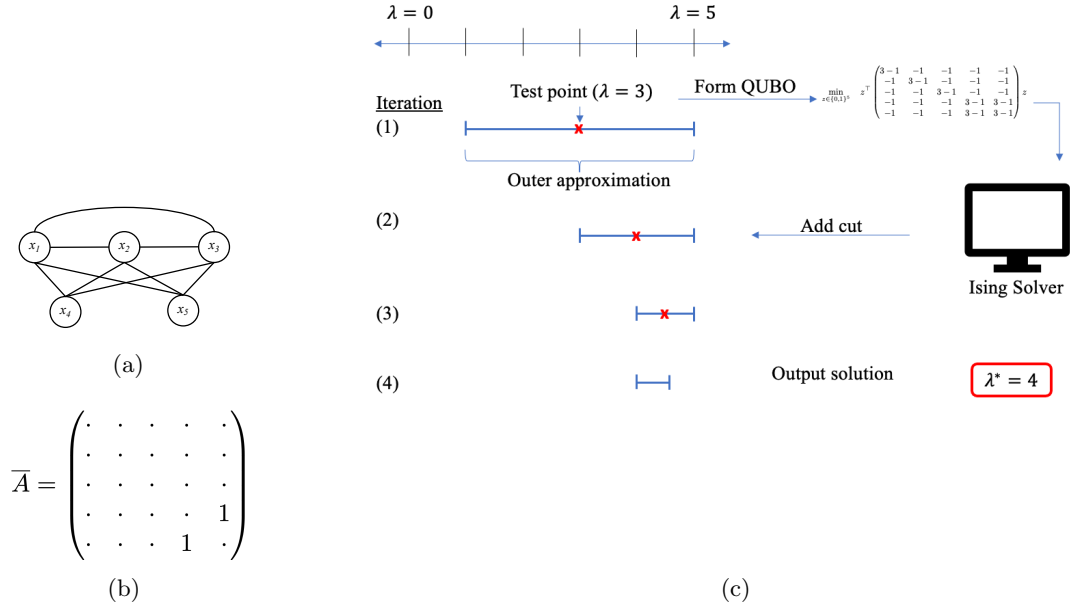 x1 x2 x3
x4 x5
(a)
A̅ = ( . . . . .
. . . . .
. . . . .
. . . . 1
. . . 1 . )
(b)
λ = 0 λ = 5
Iteration
Test point (λ = 3)
Form QUBO
min z∈{0,1}⁵ z⊤ ( 3 − 1 −1 −1 −1 −1
−1 3 − 1 −1 −1 −1
−1 −1 3 − 1 −1 −1
−1 −1 −1 3 − 1 3 − 1
−1 −1 −1 3 − 1 3 − 1 ) z
(1)
Outer approximation
(2)
Add cut
Ising Solver
(3)
(4)
Output solution
λ* = 4
(c)